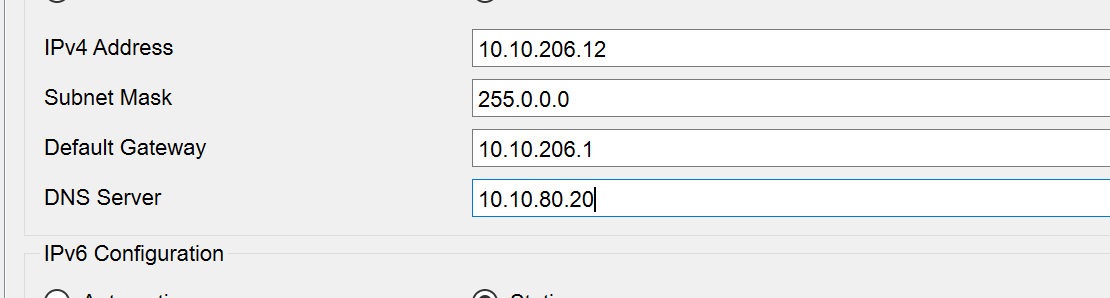 IPv4 Address 10.10.206.12
Subnet Mask 255.0.0.0
Default Gateway 10.10.206.1
DNS Server 10.10.80.20
IPv6 Configuration